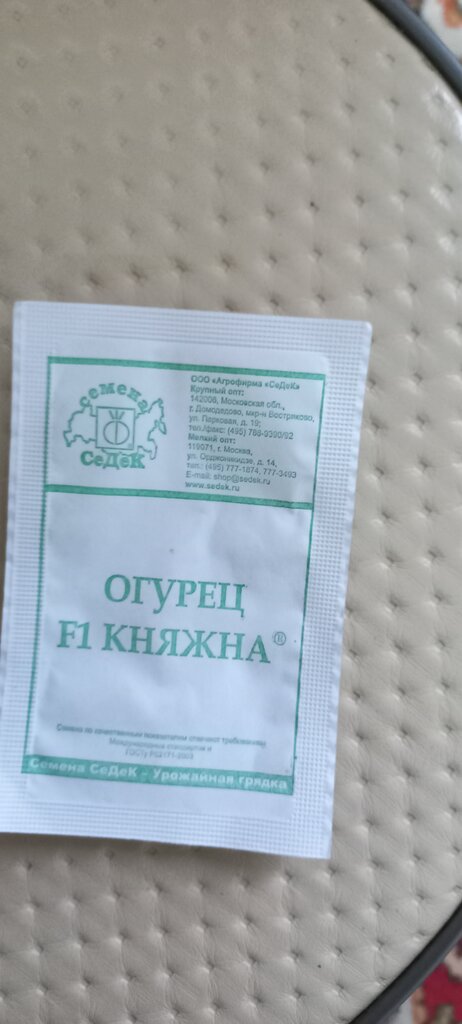 семена
СеДеК
ООО «Агрофирма «СеДеК»
Крупный опт:
142006, Московская обл.,
г. Домодедово, мкр-н Востряково,
ул. Парковая, д. 19;
тел./факс: (495) 788-9390/92
Мелкий опт:
119071, г. Москва,
ул. Орджоникидзе, д. 14,
тел.: (495) 777-1874, 777-3493
E-mail: shop@sedek.ru
www.sedek.ru
ОГУРЕЦ
F1 КНЯЖНА®
Семена по качественным показателям отвечают требованиям
Международных стандартов и
Семена СеДеК - Урожайная грядка